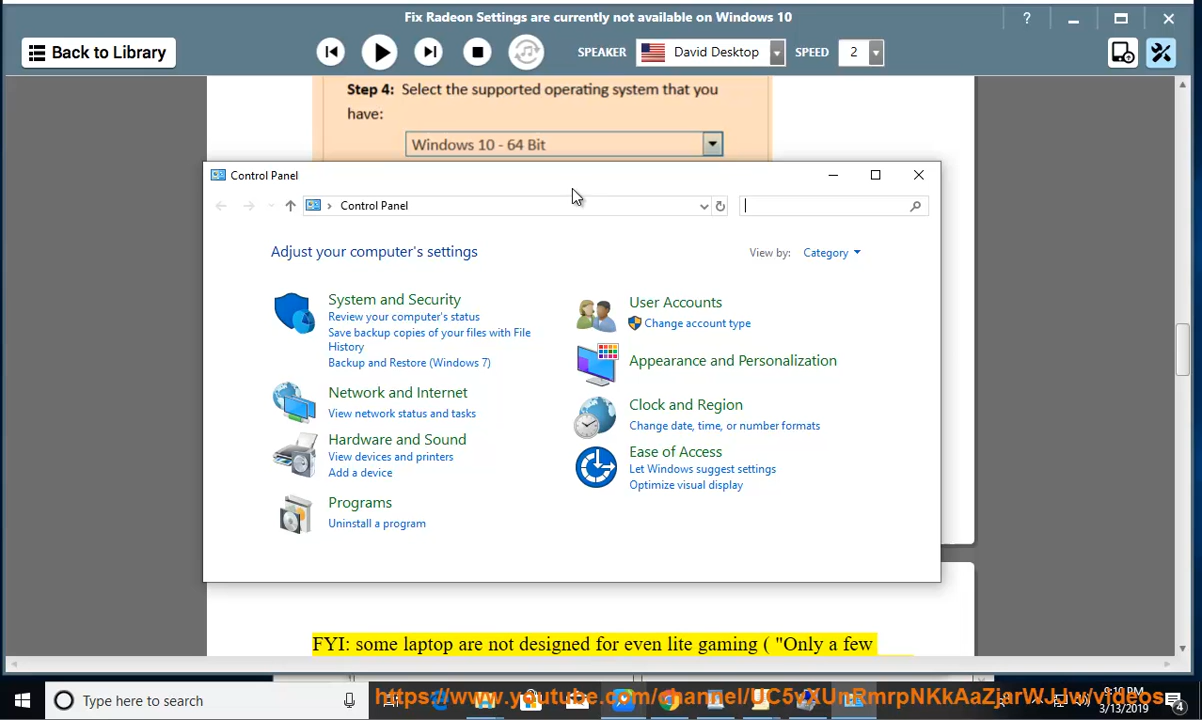 Fix Radeon Settings are currently not available on Windows 10
?
Back to Library
SPEAKER
David Desktop
SPEED
2
Step 4: Select the supported operating system that you
have:
Windows 10 - 64 Bit
Control Panel
Control Panel
Adjust your computer's settings
View by:
Category
System and Security
Review your computer's status
Save backup copies of your files with File
History
Backup and Restore (Windows 7)
Network and Internet
View network status and tasks
Hardware and Sound
View devices and printers
Add a device
Programs
Uninstall a program
User Accounts
Change account type
Appearance and Personalization
Clock and Region
Change date, time, or number formats
Ease of Access
Let Windows suggest settings
Optimize visual display
FYI: some laptop are not designed for even lite gaming ( "Only a few
Type here to search
9:10 PM
3/13/2019
4